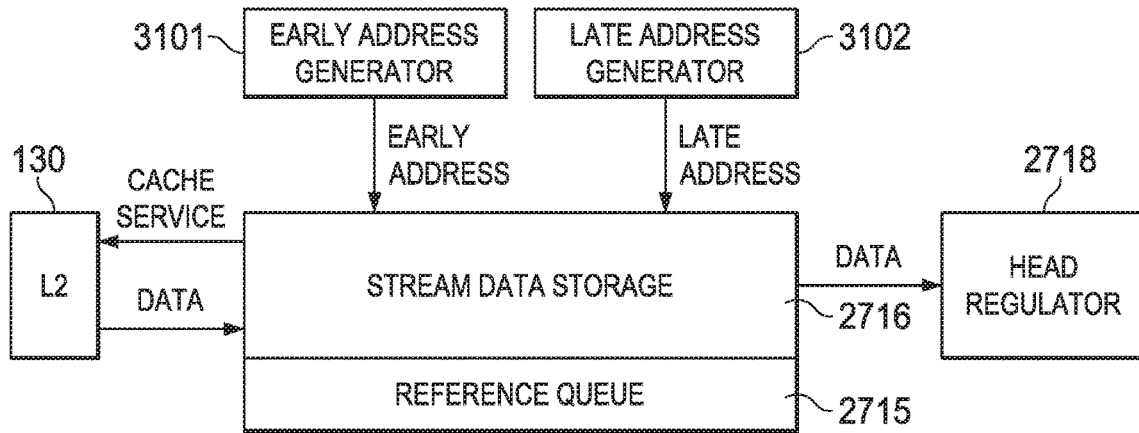 3101
EARLY ADDRESS
GENERATOR
LATE ADDRESS
GENERATOR
3102
EARLY
ADDRESS
LATE
ADDRESS
130
CACHE
SERVICE
L2
DATA
STREAM DATA STORAGE
2716
DATA
2718
HEAD
REGULATOR
REFERENCE QUEUE
2715